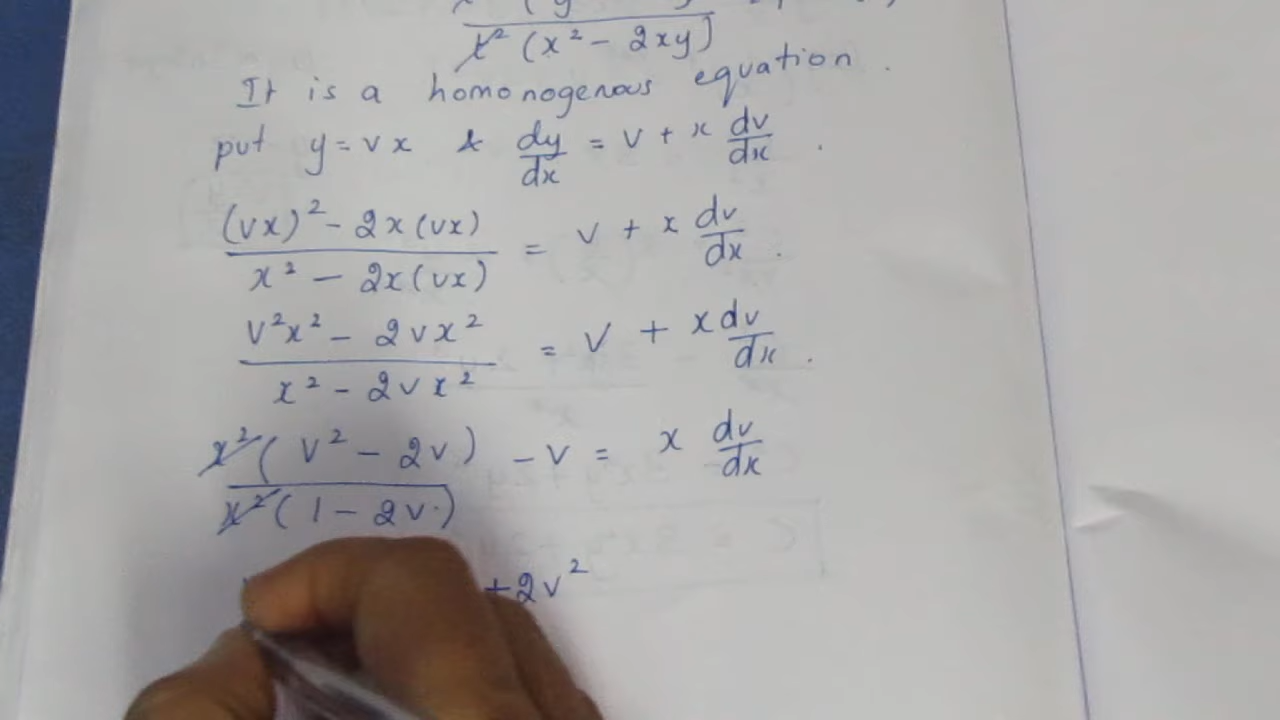 x² (x² - 2xy)
It is a homonogenous equation.
put y = vx & dy/dx = v + x dv/dx.
(vx)² - 2x(vx) / x² - 2x(vx) = v + x dv/dx.
v²x² - 2vx² / x² - 2vx² = v + x dv/dx.
x²(v² - 2v) / x²(1 - 2v) - v = x dv/dx
+2v²